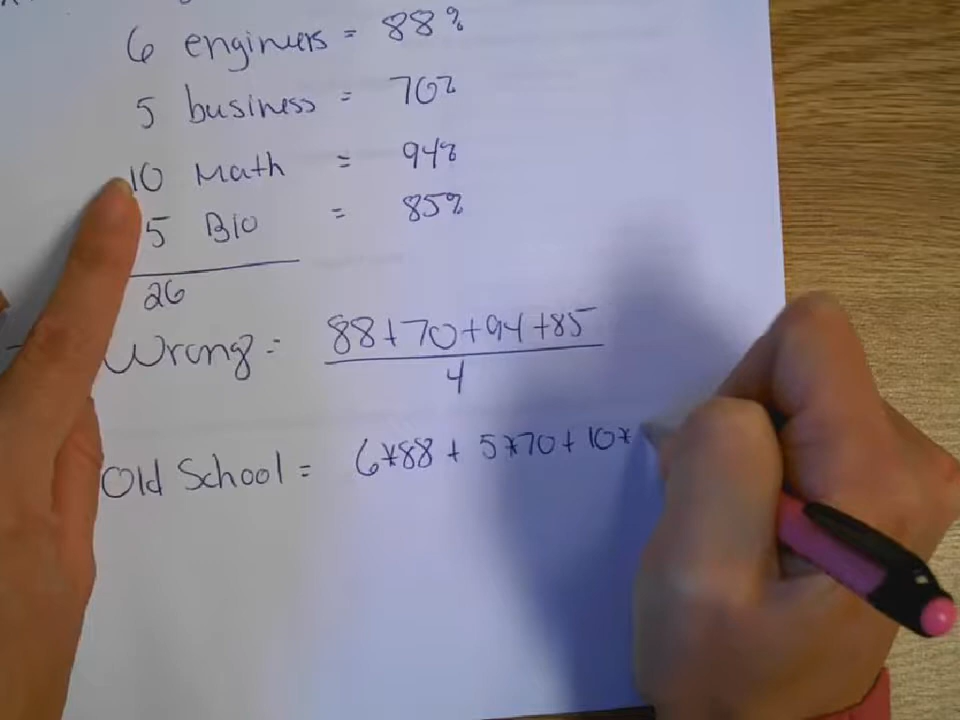 6 engineers = 88%
5 business = 70%
10 Math = 94%
5 Bio = 85%
26
Wrong = 88+70+94+85
4
Old School = 6*88 + 5*70 + 10*